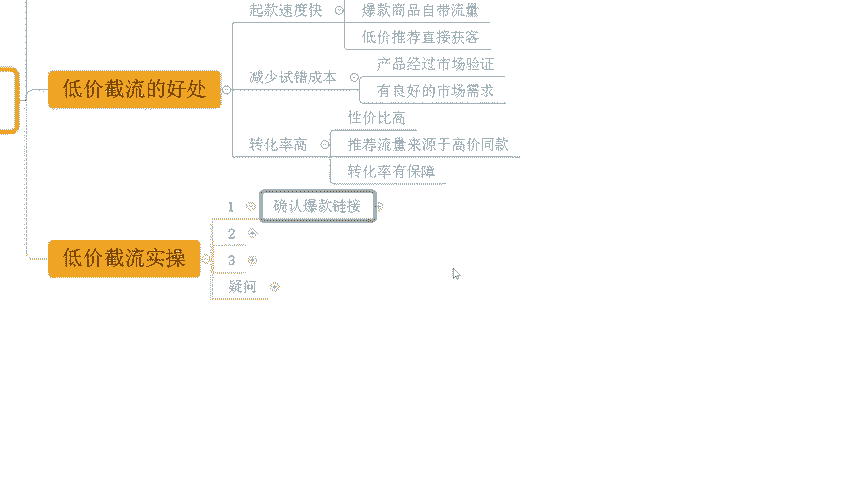 起款速度快
爆款商品自带流量
低价推荐直接获客
低价截流的好处
减少试错成本
产品经过市场验证
有良好的市场需求
转化率高
性价比高
推荐流量来源于高价同款
转化率有保障
低价截流实操
1
确认爆款链接
2
3
疑问